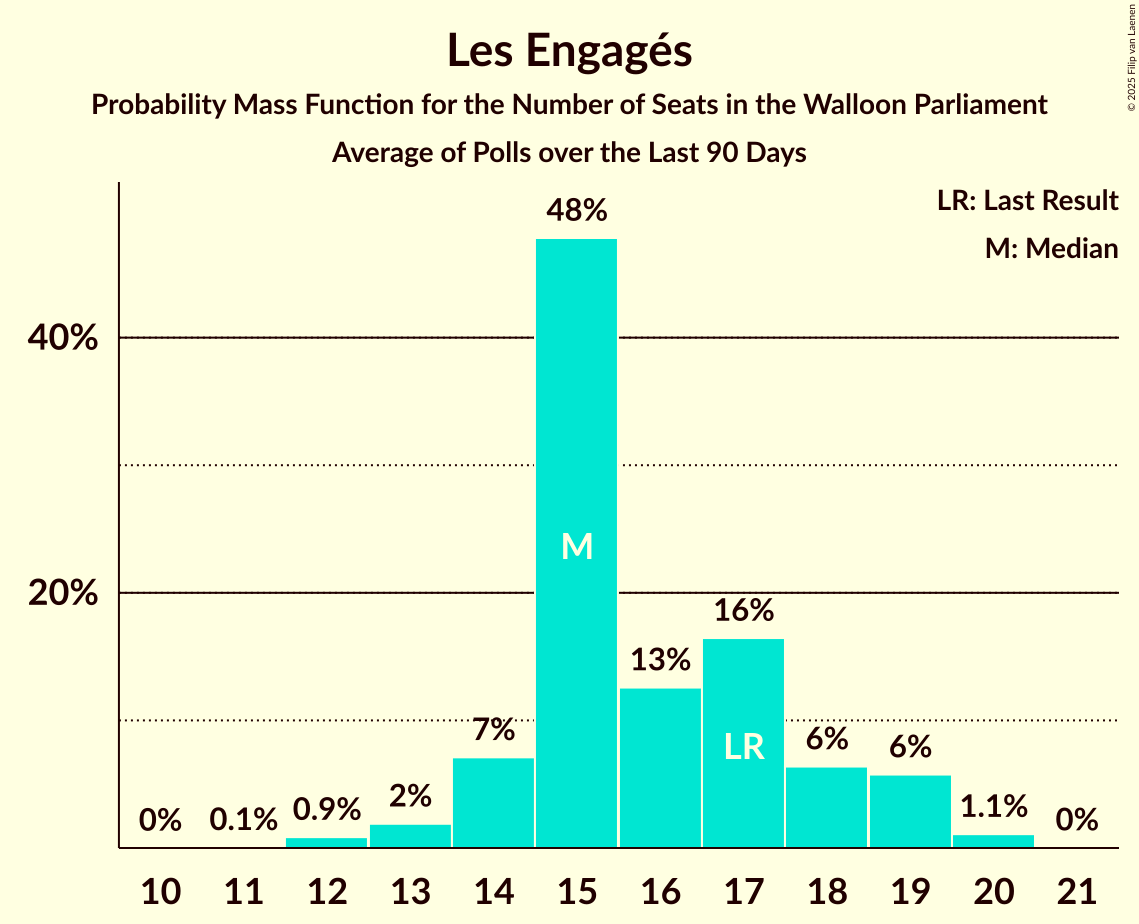 Les Engagés
Probability Mass Function for the Number of Seats in the Walloon Parliament
Average of Polls over the Last 90 Days
© 2025 Filip van Laenen
LR: Last Result
M: Median
40%
20%
0%
0.1%
0.9%
2%
7%
48%
13%
16%
6%
6%
1.1%
0%
M
LR
10 11 12 13 14 15 16 17 18 19 20 21